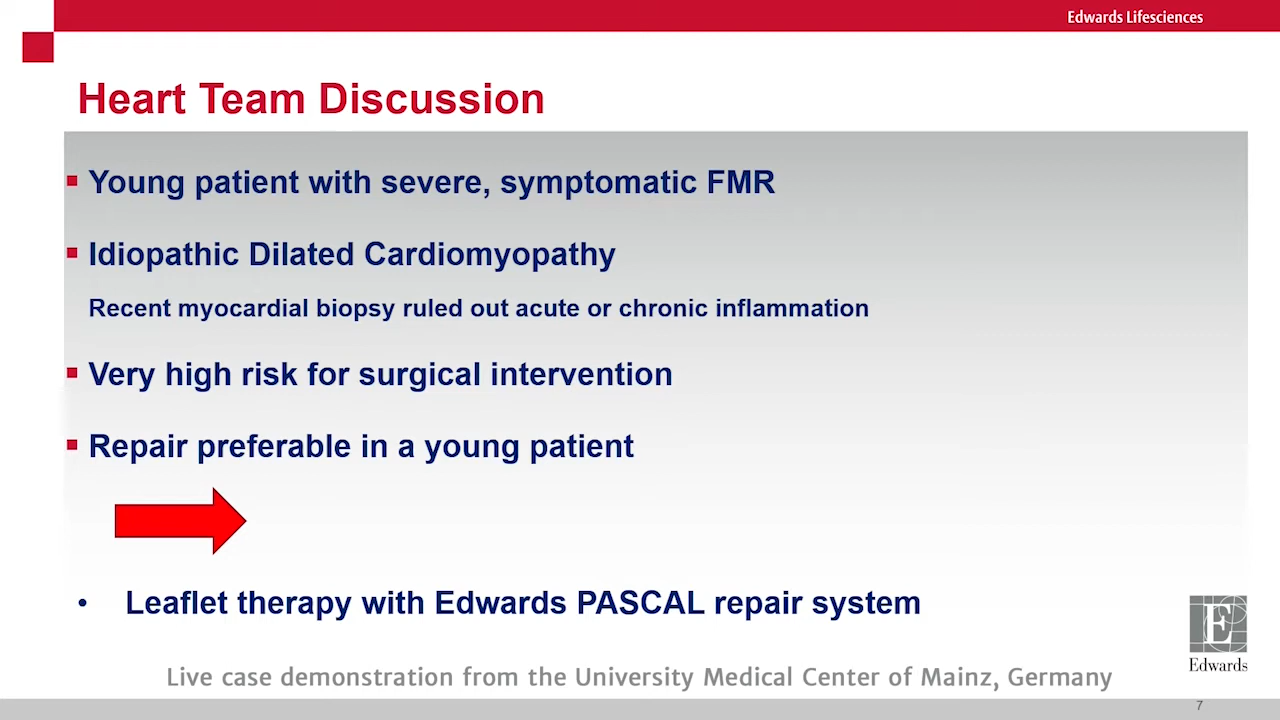 Edwards Lifesciences
Heart Team Discussion
▪ Young patient with severe, symptomatic FMR
▪ Idiopathic Dilated Cardiomyopathy
Recent myocardial biopsy ruled out acute or chronic inflammation
▪ Very high risk for surgical intervention
▪ Repair preferable in a young patient
• Leaflet therapy with Edwards PASCAL repair system
E
Edwards
Live case demonstration from the University Medical Center of Mainz, Germany
7